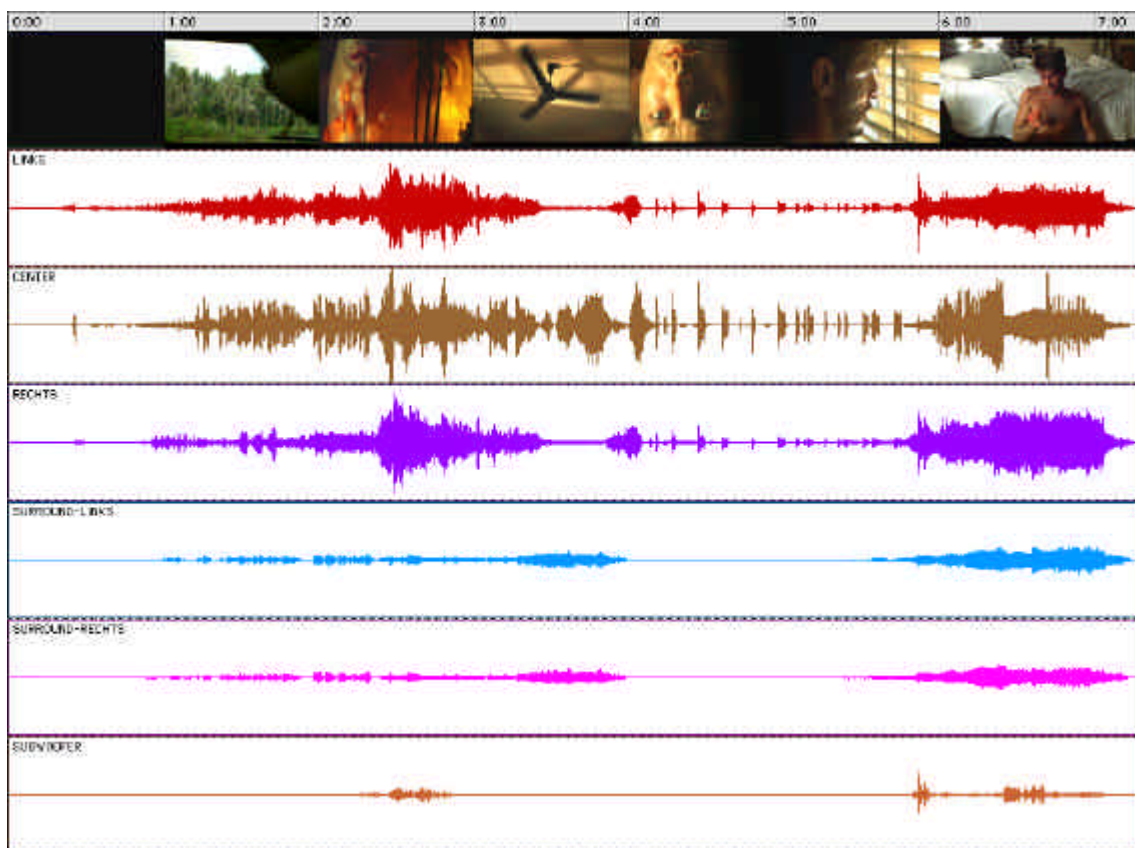 0:00 1:00 2:00 3:00 4:00 5:00 6:00 7:00
LINKS
CENTER
RECHTS
SURROUND-LINKS
SURROUND-RECHTS
SUBWOOFER